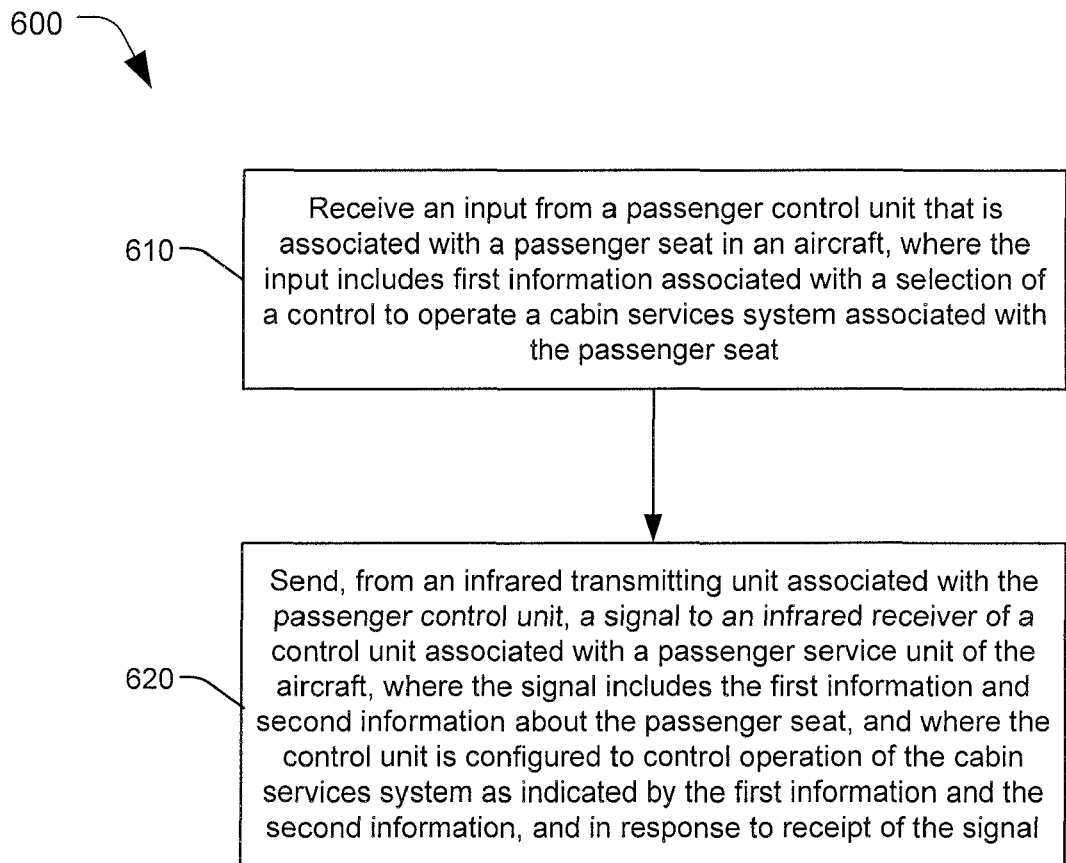 600
Receive an input from a passenger control unit that is
associated with a passenger seat in an aircraft, where the
input includes first information associated with a selection of
a control to operate a cabin services system associated with
the passenger seat
610
Send, from an infrared transmitting unit associated with the
passenger control unit, a signal to an infrared receiver of a
control unit associated with a passenger service unit of the
aircraft, where the signal includes the first information and
second information about the passenger seat, and where the
control unit is configured to control operation of the cabin
services system as indicated by the first information and the
second information, and in response to receipt of the signal
620